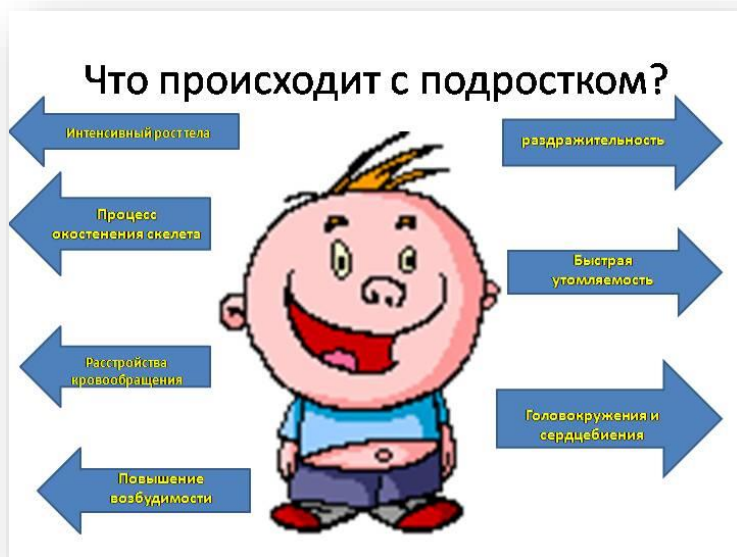 Что происходит с подростком?
Интенсивный рост тела
Процесс
окостенения скелета
Расстройства
кровообращения
Повышение
возбудимости
раздражительность
Быстрая
утомляемость
Головокружения и
сердцебиения